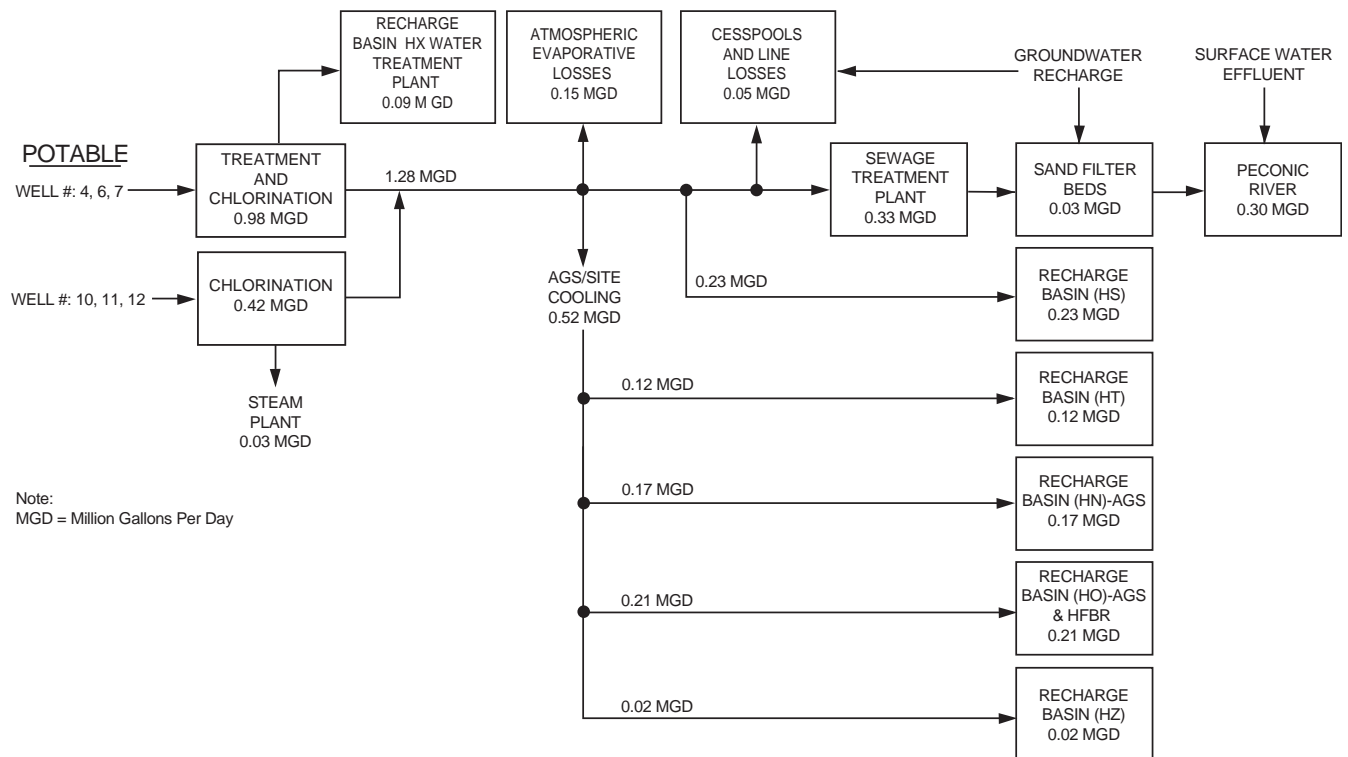 RECHARGE
BASIN HX WATER
TREATMENT
PLANT
0.09 M GD
ATMOSPHERIC
EVAPORATIVE
LOSSES
0.15 MGD
CESSPOOLS
AND LINE
LOSSES
0.05 MGD
GROUNDWATER
RECHARGE
SURFACE WATER
EFFLUENT
POTABLE
WELL #: 4, 6, 7
TREATMENT
AND
CHLORINATION
0.98 MGD
1.28 MGD
SEWAGE
TREATMENT
PLANT
0.33 MGD
SAND FILTER
BEDS
0.03 MGD
PECONIC
RIVER
0.30 MGD
WELL #: 10, 11, 12
CHLORINATION
0.42 MGD
AGS/SITE
COOLING
0.52 MGD
0.23 MGD
RECHARGE
BASIN (HS)
0.23 MGD
STEAM
PLANT
0.03 MGD
0.12 MGD
RECHARGE
BASIN (HT)
0.12 MGD
Note:
MGD = Million Gallons Per Day
0.17 MGD
RECHARGE
BASIN (HN)-AGS
0.17 MGD
0.21 MGD
RECHARGE
BASIN (HO)-AGS
& HFBR
0.21 MGD
0.02 MGD
RECHARGE
BASIN (HZ)
0.02 MGD